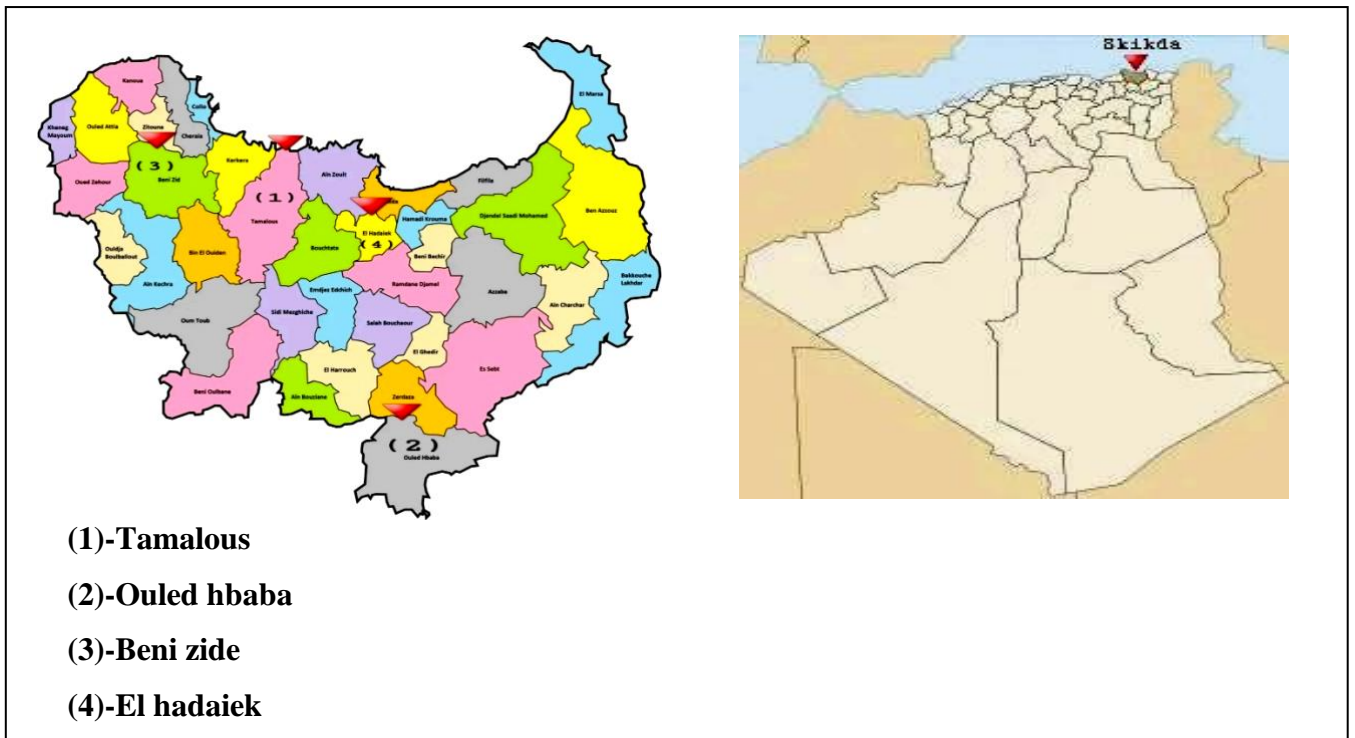 Skikda
El Marsa
Kanoua
Collo
Ouled Attia
Zitouna
Cheraia
Khenag
Mayoum
(3)
Kerkera
Ain Zouit
Filfila
Oued Zehour
Beni Zid
(1)
Ben Azzouz
Tamalous
Hamadi Krouma
Djendel Saadi Mohamed
El Hadaiek
(4)
Bouchtata
Beni Bechir
Ouldja
Boulballout
Bin El Ouiden
Bekkouche
Lakhdar
Ain Kechra
Emdjez Edchich
Ramdane Djamel
Azzaba
Ain Charchar
Oum Toub
Sidi Mezghiche
Salah Bouchaour
El Ghedir
El Harrouch
Es Sebt
Beni Oulbane
Ain Bouziane
Zerdaza
(2)
Ouled Hbaba
(1)-Tamalous
(2)-Ouled hbaba
(3)-Beni zide
(4)-El hadaiek